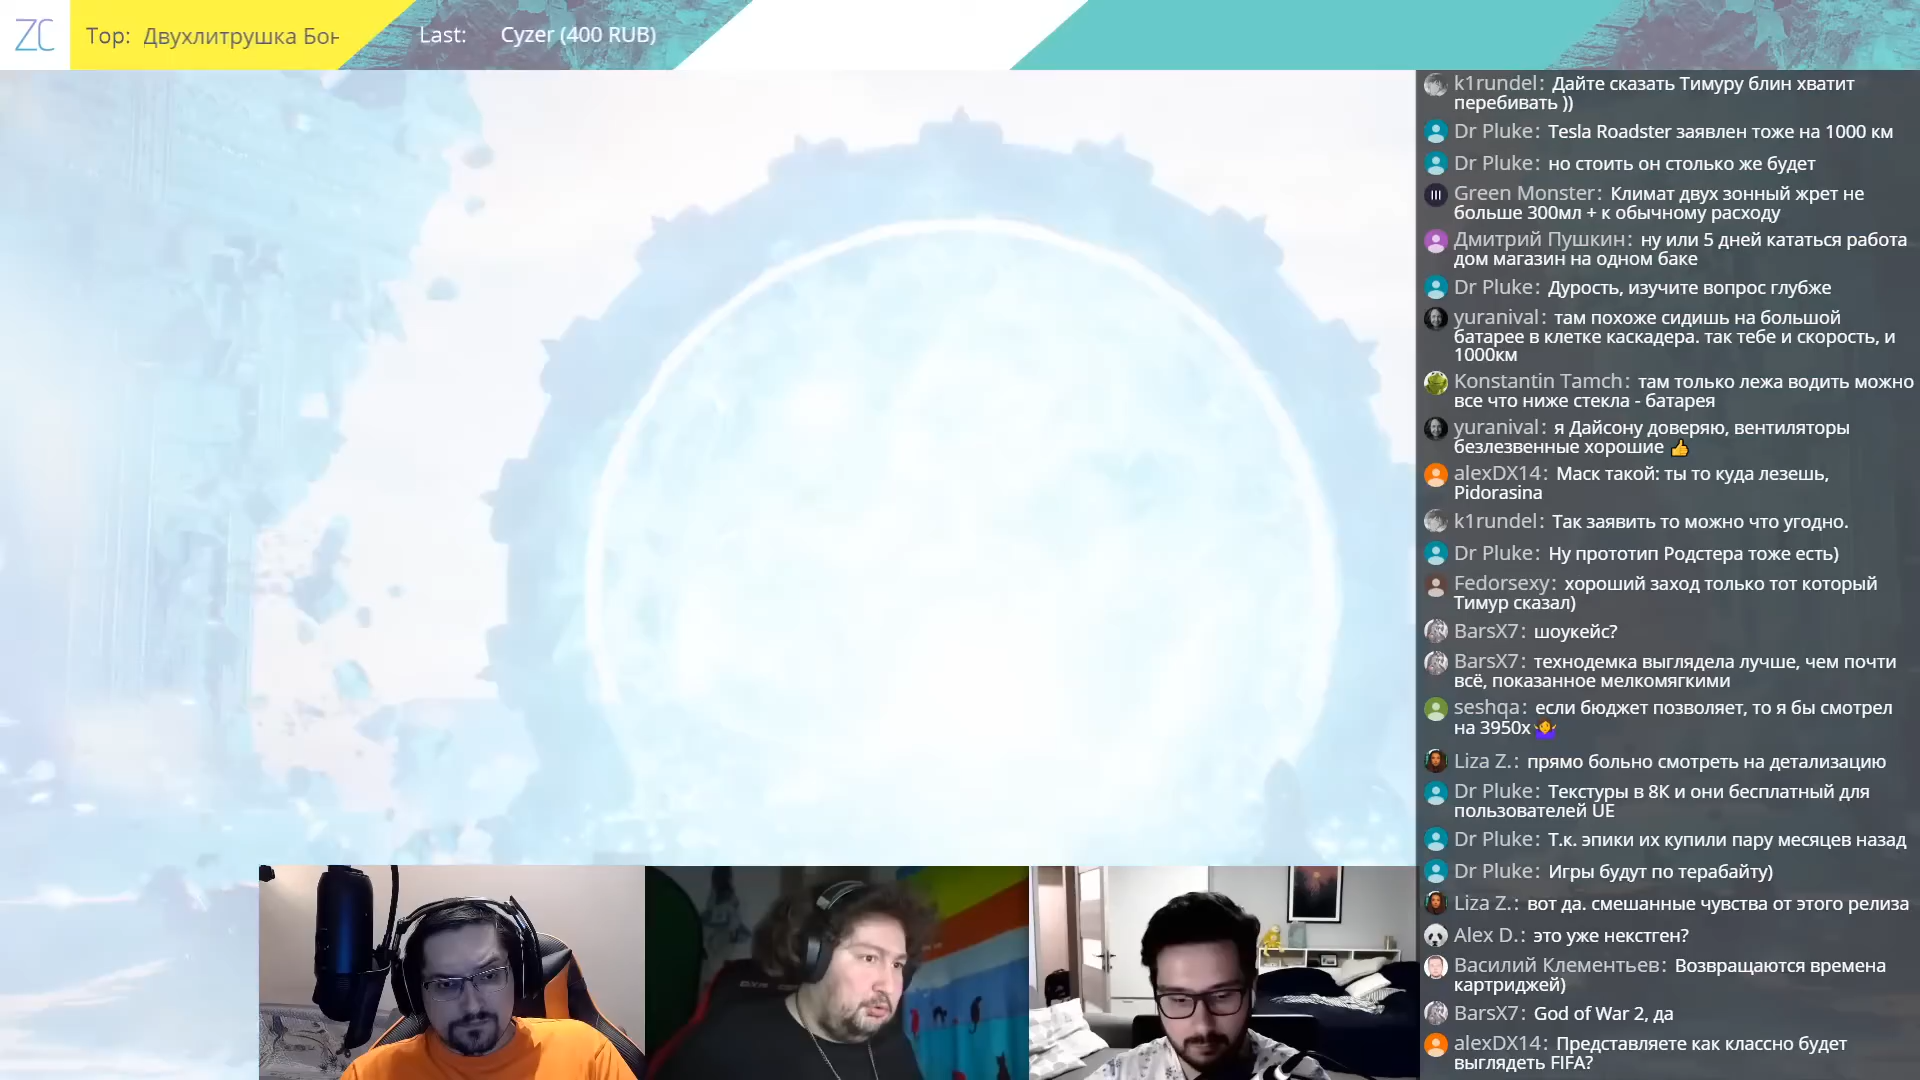 ZC
Top: Двухлитрушка Бон
Last: Cyzer (400 RUB)
k1rundel: Дайте сказать Тимуру блин хватит
перебивать ))
Dr Pluke: Tesla Roadster заявлен тоже на 1000 км
Dr Pluke: но стоить он столько же будет
Green Monster: Климат двух зонный жрет не
больше 300мл + к обычному расходу
Дмитрий Пушкин: ну или 5 дней кататься работа
дом магазин на одном баке
Dr Pluke: Дурость, изучите вопрос глубже
yuranival: там похоже сидишь на большой
батарее в клетке каскадера. так тебе и скорость, и
1000км
Konstantin Tamch: там только лежа водить можно
все что ниже стекла - батарея
yuranival: я Дайсону доверяю, вентиляторы
безлезвенные хорошие 👍
alexDX14: Маск такой: ты то куда лезешь,
Pidorasina
k1rundel: Так заявить то можно что угодно.
Dr Pluke: Ну прототип Родстера тоже есть)
Fedorsexy: хороший заход только тот который
Тимур сказал)
BarsX7: шоукейс?
BarsX7: технодемка выглядела лучше, чем почти
всё, показанное мелкомягкими
seshqa: если бюджет позволяет, то я бы смотрел
на 3950x 🤷‍♀️
Liza Z.: прямо больно смотреть на детализацию
Dr Pluke: Текстуры в 8К и они бесплатный для
пользователей UE
Dr Pluke: Т.к. эпики их купили пару месяцев назад
Dr Pluke: Игры будут по терабайту)
Liza Z.: вот да. смешанные чувства от этого релиза
Alex D.: это уже некстген?
Василий Клементьев: Возвращаются времена
картриджей)
BarsX7: God of War 2, да
alexDX14: Представляете как классно будет
выглядеть FIFA?